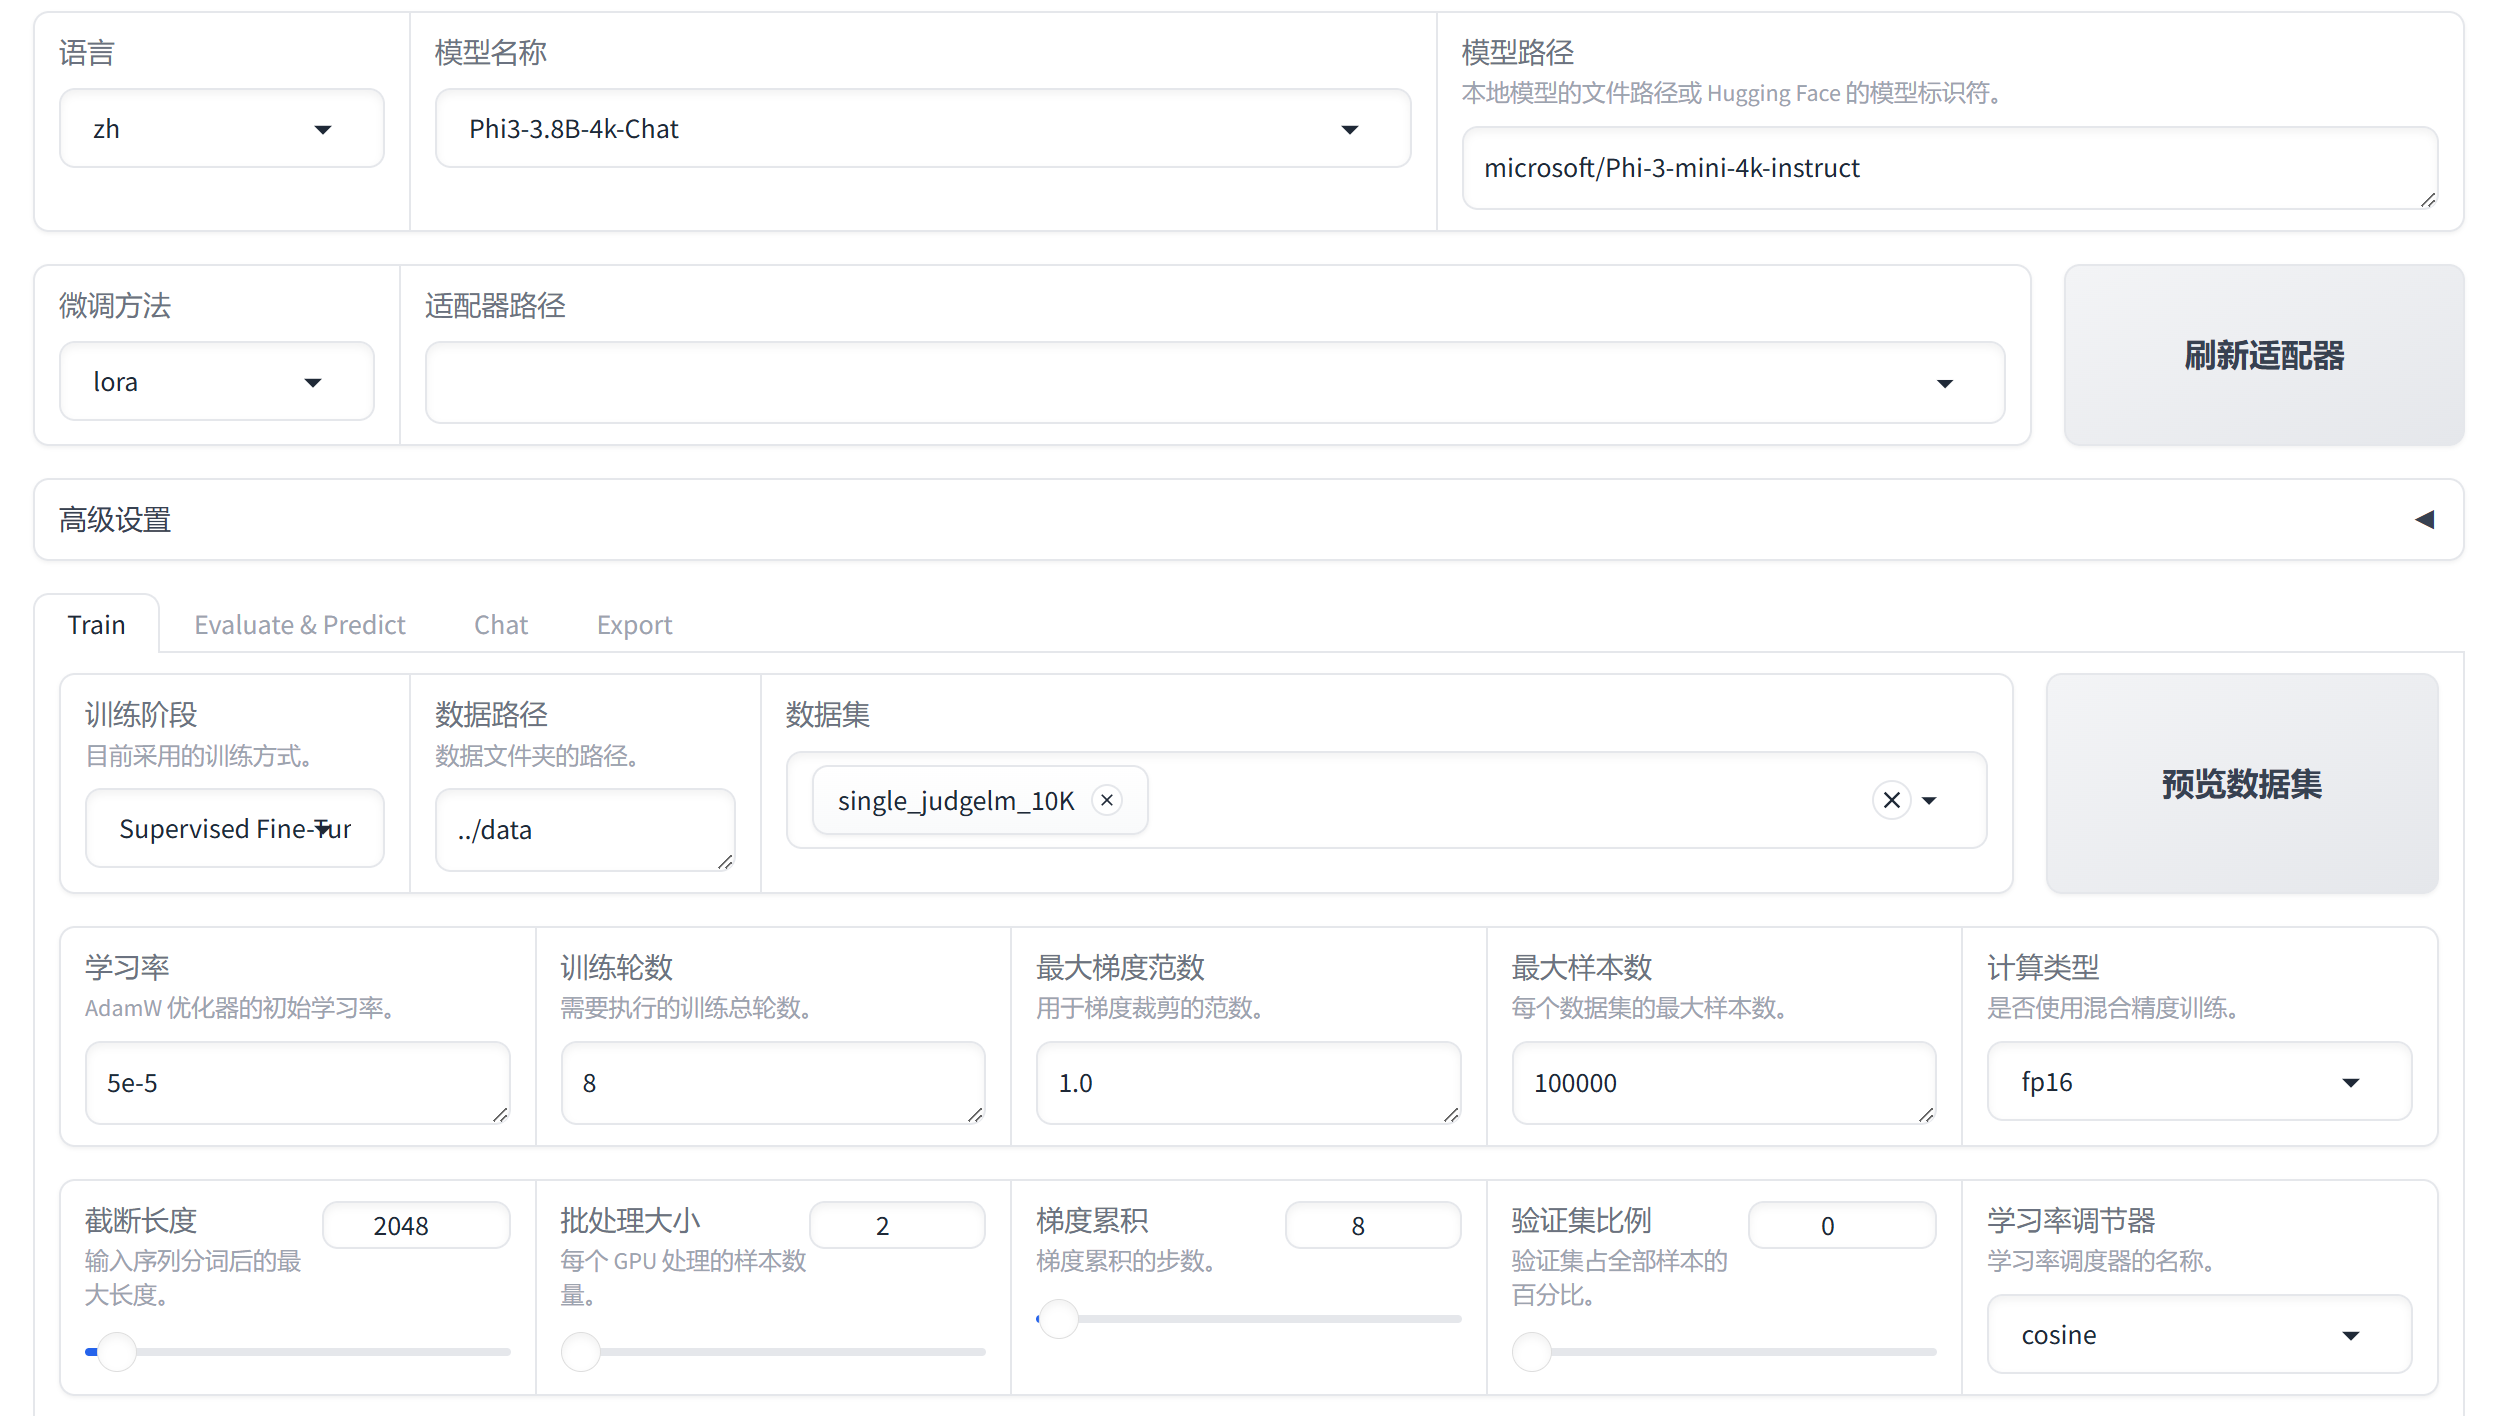 语言
zh
模型名称
Phi3-3.8B-4k-Chat
模型路径
本地模型的文件路径或 Hugging Face 的模型标识符。
microsoft/Phi-3-mini-4k-instruct
微调方法
lora
适配器路径
刷新适配器
高级设置
Train
Evaluate & Predict
Chat
Export
训练阶段
目前采用的训练方式。
Supervised Fine-Tur
数据路径
数据文件夹的路径。
../data
数据集
single_judgelm_10K
预览数据集
学习率
AdamW 优化器的初始学习率。
5e-5
训练轮数
需要执行的训练总轮数。
8
最大梯度范数
用于梯度裁剪的范数。
1.0
最大样本数
每个数据集的最大样本数。
100000
计算类型
是否使用混合精度训练。
fp16
截断长度
2048
输入序列分词后的最
大长度。
批处理大小
2
每个 GPU 处理的样本数
量。
梯度累积
8
梯度累积的步数。
验证集比例
0
验证集占全部样本的
百分比。
学习率调节器
学习率调度器的名称。
cosine